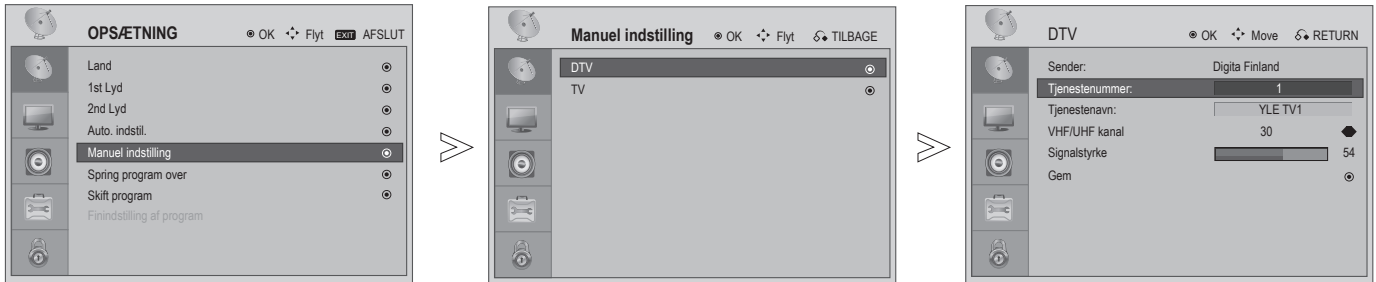 OPSÆTNING OK Flyt EXIT AFSLUT
Land
1st Lyd
2nd Lyd
Auto. indstil.
Manuel indstilling
Spring program over
Skift program
Finindstilling af program
Manuel indstilling OK Flyt TILBAGE
DTV
TV
DTV OK Move RETURN
Sender: Digita Finland
Tjenestenummer: 1
Tjenestenavn: YLE TV1
VHF/UHF kanal 30
Signalstyrke 54
Gem